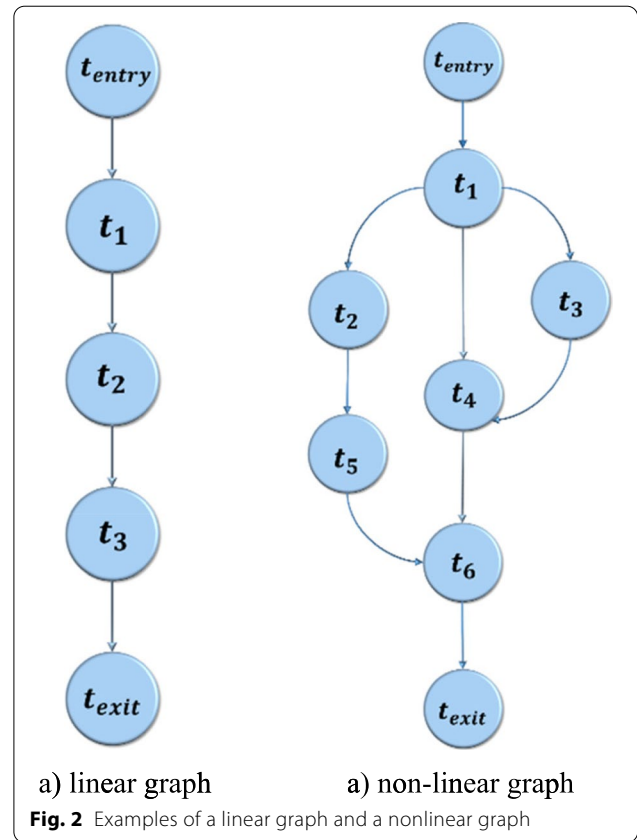 t_entry
t_1
t_2
t_3
t_exit
a) linear graph
t_entry
t_1
t_2
t_3
t_4
t_5
t_6
t_exit
a) non-linear graph
Fig. 2 Examples of a linear graph and a nonlinear graph